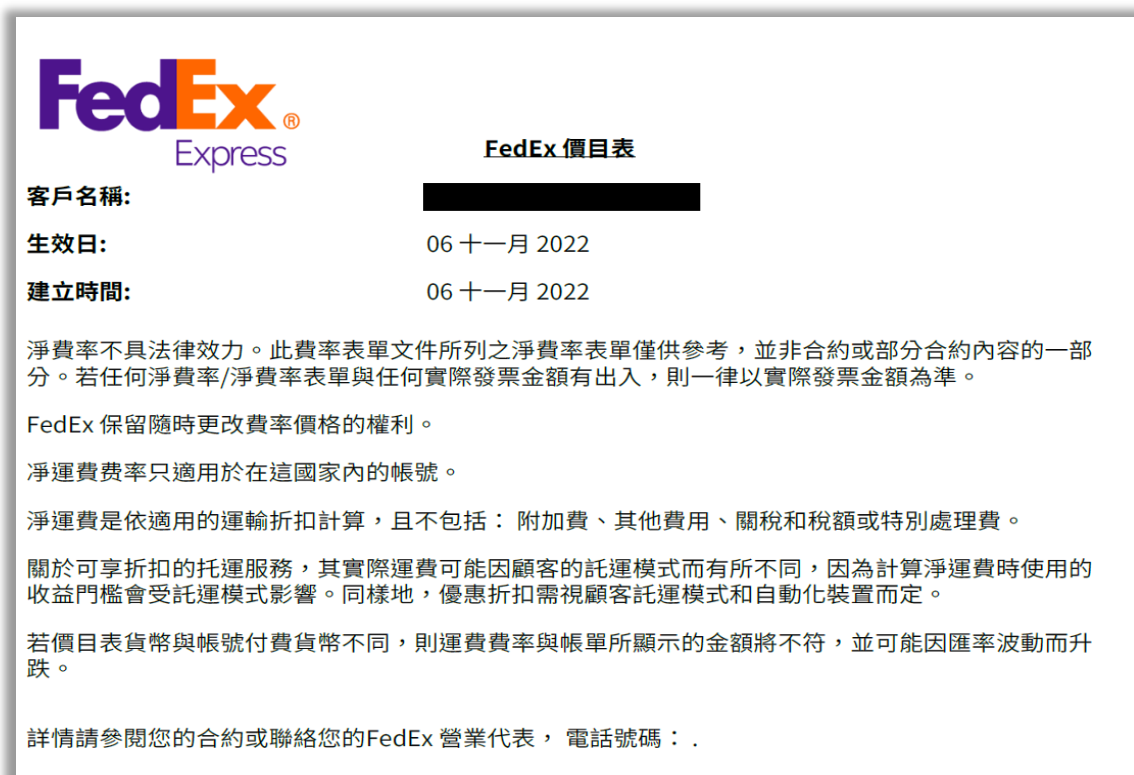 FedEx®
Express
FedEx 價目表
客戶名稱:
生效日: 06 十一月 2022
建立時間: 06 十一月 2022
淨費率不具法律效力。此費率表單文件所列之淨費率表單僅供參考，並非合約或部分合約內容的一部
分。若任何淨費率/淨費率表單與任何實際發票金額有出入，則一律以實際發票金額為準。
FedEx 保留隨時更改費率價格的權利。
凈運費费率只適用於在這國家內的帳號。
淨運費是依適用的運輸折扣計算，且不包括： 附加費、其他費用、關稅和稅額或特別處理費。
關於可享折扣的托運服務，其實際運費可能因顧客的託運模式而有所不同，因為計算淨運費時使用的
收益門檻會受託運模式影響。同樣地，優惠折扣需視顧客託運模式和自動化裝置而定。
若價目表貨幣與帳號付費貨幣不同，則運費費率與帳單所顯示的金額將不符，並可能因匯率波動而升
跌。
詳情請參閱您的合約或聯絡您的FedEx 營業代表， 電話號碼： .